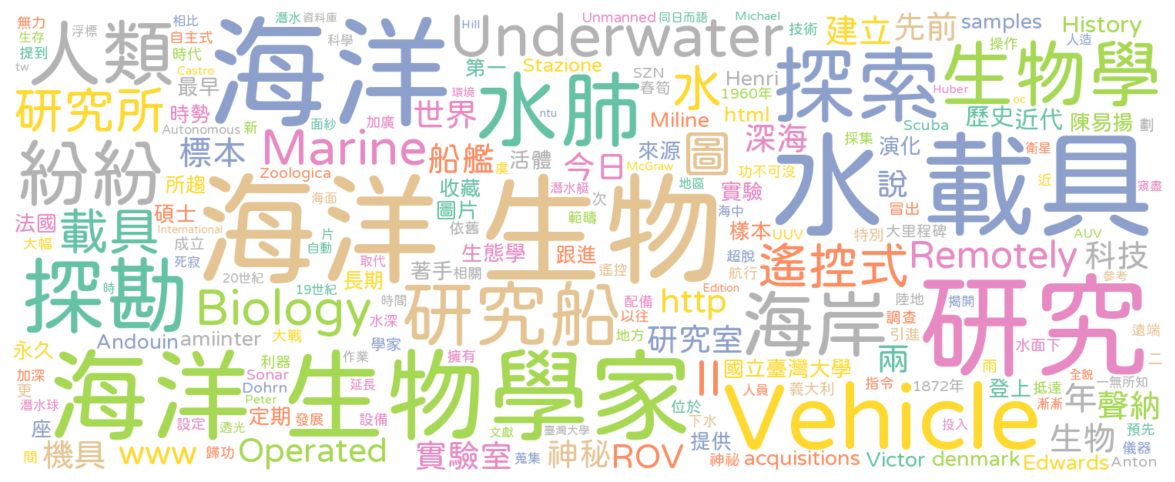 無力 相比 Hill Unmanned 同日而語 Michael 技術 samples History
浮標 潛水 資料庫 建立 先前 操作 人造
生存 自主式 科學 Underwater
提到 時代 人類 海洋 第一 Stazione 探索 生物學
tw Castro 最早 SZN Henri
研究所 時勢 環境 世界 水肺 春筍 水 1960年 Huber oc
Autonomous 新 面紗 加廣 ntu Miline html Scuba 歷史 近代 陳易揚 劃
紛紛 標本 Marine 船艦 活體 今日 圖 來源 深海 採集 演化 衛星
所趨 Zoologica 虞 收藏 潛水艇 次 McGraw 地區 功不可沒 水 載具 近 窺盡
法國 碩士 海面 圖片 範疇 實驗 說 冒出
大幅 International 片 海洋 生物 依舊 海中 樣本 UUV 特別 大里程碑 AUV
載具 成立 自動 生態學 跟進 超脫 Remotely 科技
死寂 取代 著手 相關 遙控 遙控式 航行 陸地 參考
探勘 時 20世紀 19世紀 長期 Edition 揭開
Biology 時間 研究船 配備 http 海岸 調查 研究 遠端
水深 以往 引進
Andouin amiinter 大戰 學家 地方 研究室 水面下
永久 利器 作業 擁有 II 國立臺灣大學 兩 雨 二
加深 Sonar Dohrn 延長 人員 義大利 指令 1872年 登上 抵達 全貌 一無所知
更 海洋 生物學家 Vehicle 漸漸
潛水球 Peter 位於 年 聲納
座 設定 定期 發展 設備 下水 投入 預先
透光 文獻 臺灣大學 提供 生物 儀器
間 機具 www 歸功 Operated 實驗室 蒐集 神秘 ROV 神祕 acquisitions Victor denmark Edwards Anton